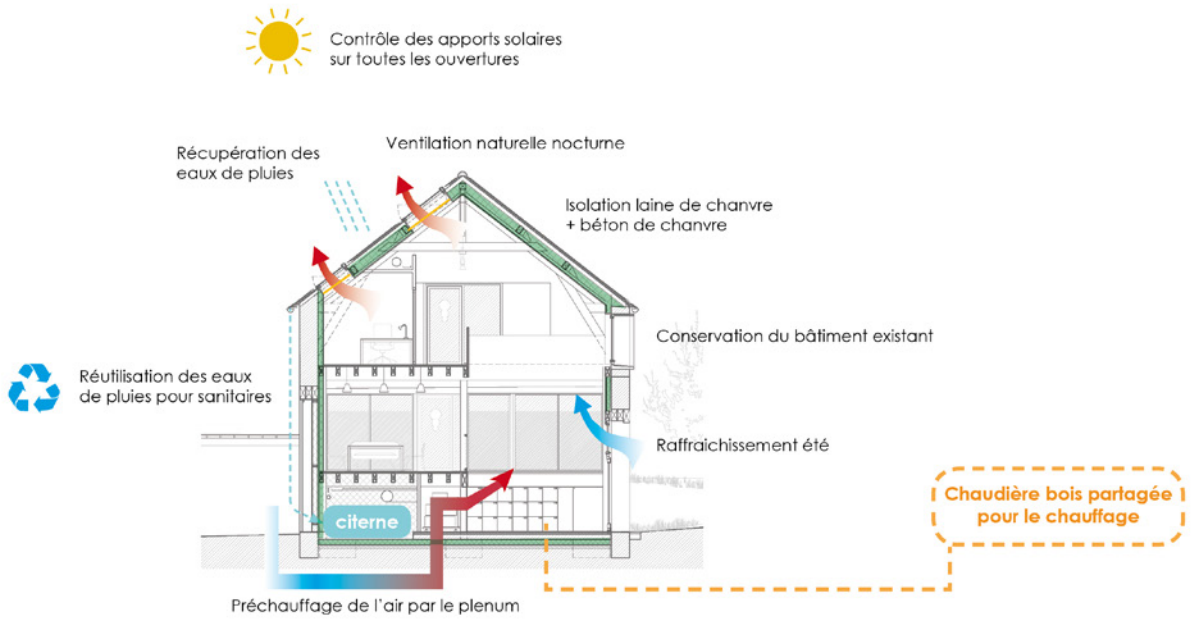 Contrôle des apports solaires
sur toutes les ouvertures
Ventilation naturelle nocturne
Récupération des
eaux de pluies
Isolation laine de chanvre
+ béton de chanvre
Conservation du bâtiment existant
Réutilisation des eaux
de pluies pour sanitaires
Raffraichissement été
Chaudière bois partagée
pour le chauffage
citerne
Préchauffage de l'air par le plenum